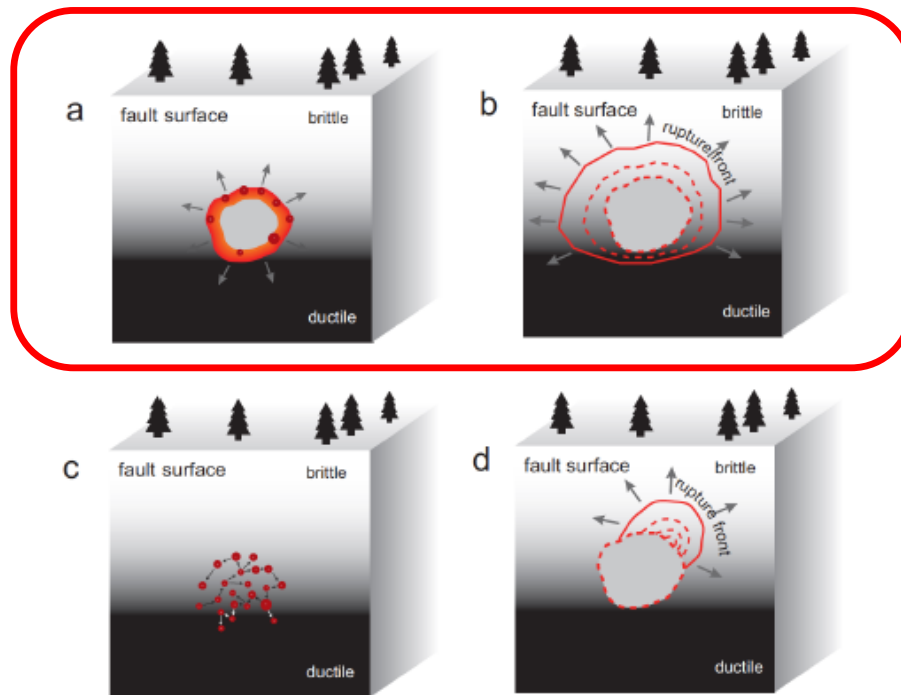 a
fault surface
brittle
ductile
b
fault surface
brittle
rupture front
ductile
c
fault surface
brittle
ductile
d
fault surface
brittle
rupture front
ductile